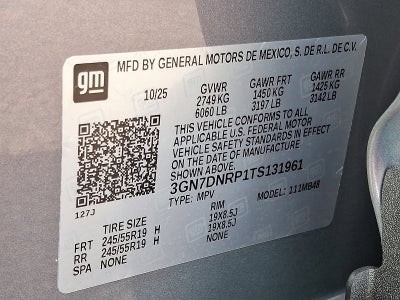 gm
MFD BY GENERAL MOTORS DE MEXICO, S. DE R.L. DE C.V.
10/25 GVWR GAWR FRT GAWR RR
2749 KG 1450 KG 1425 KG
6060 LB 3197 LB 3142 LB
THIS VEHICLE CONFORMS TO ALL
APPLICABLE U.S. FEDERAL MOTOR
VEHICLE SAFETY STANDARDS IN
EFFECT ON THE DATE OF
MANUFACTURE SHOWN ABOVE.
3GN7DNRP1TS131961
TYPE: MPV MODEL: 111MB48
127J
TIRE SIZE RIM
FRT 245/55R19 H 19X8.5J
RR 245/55R19 H 19X8.5J
SPA NONE NONE